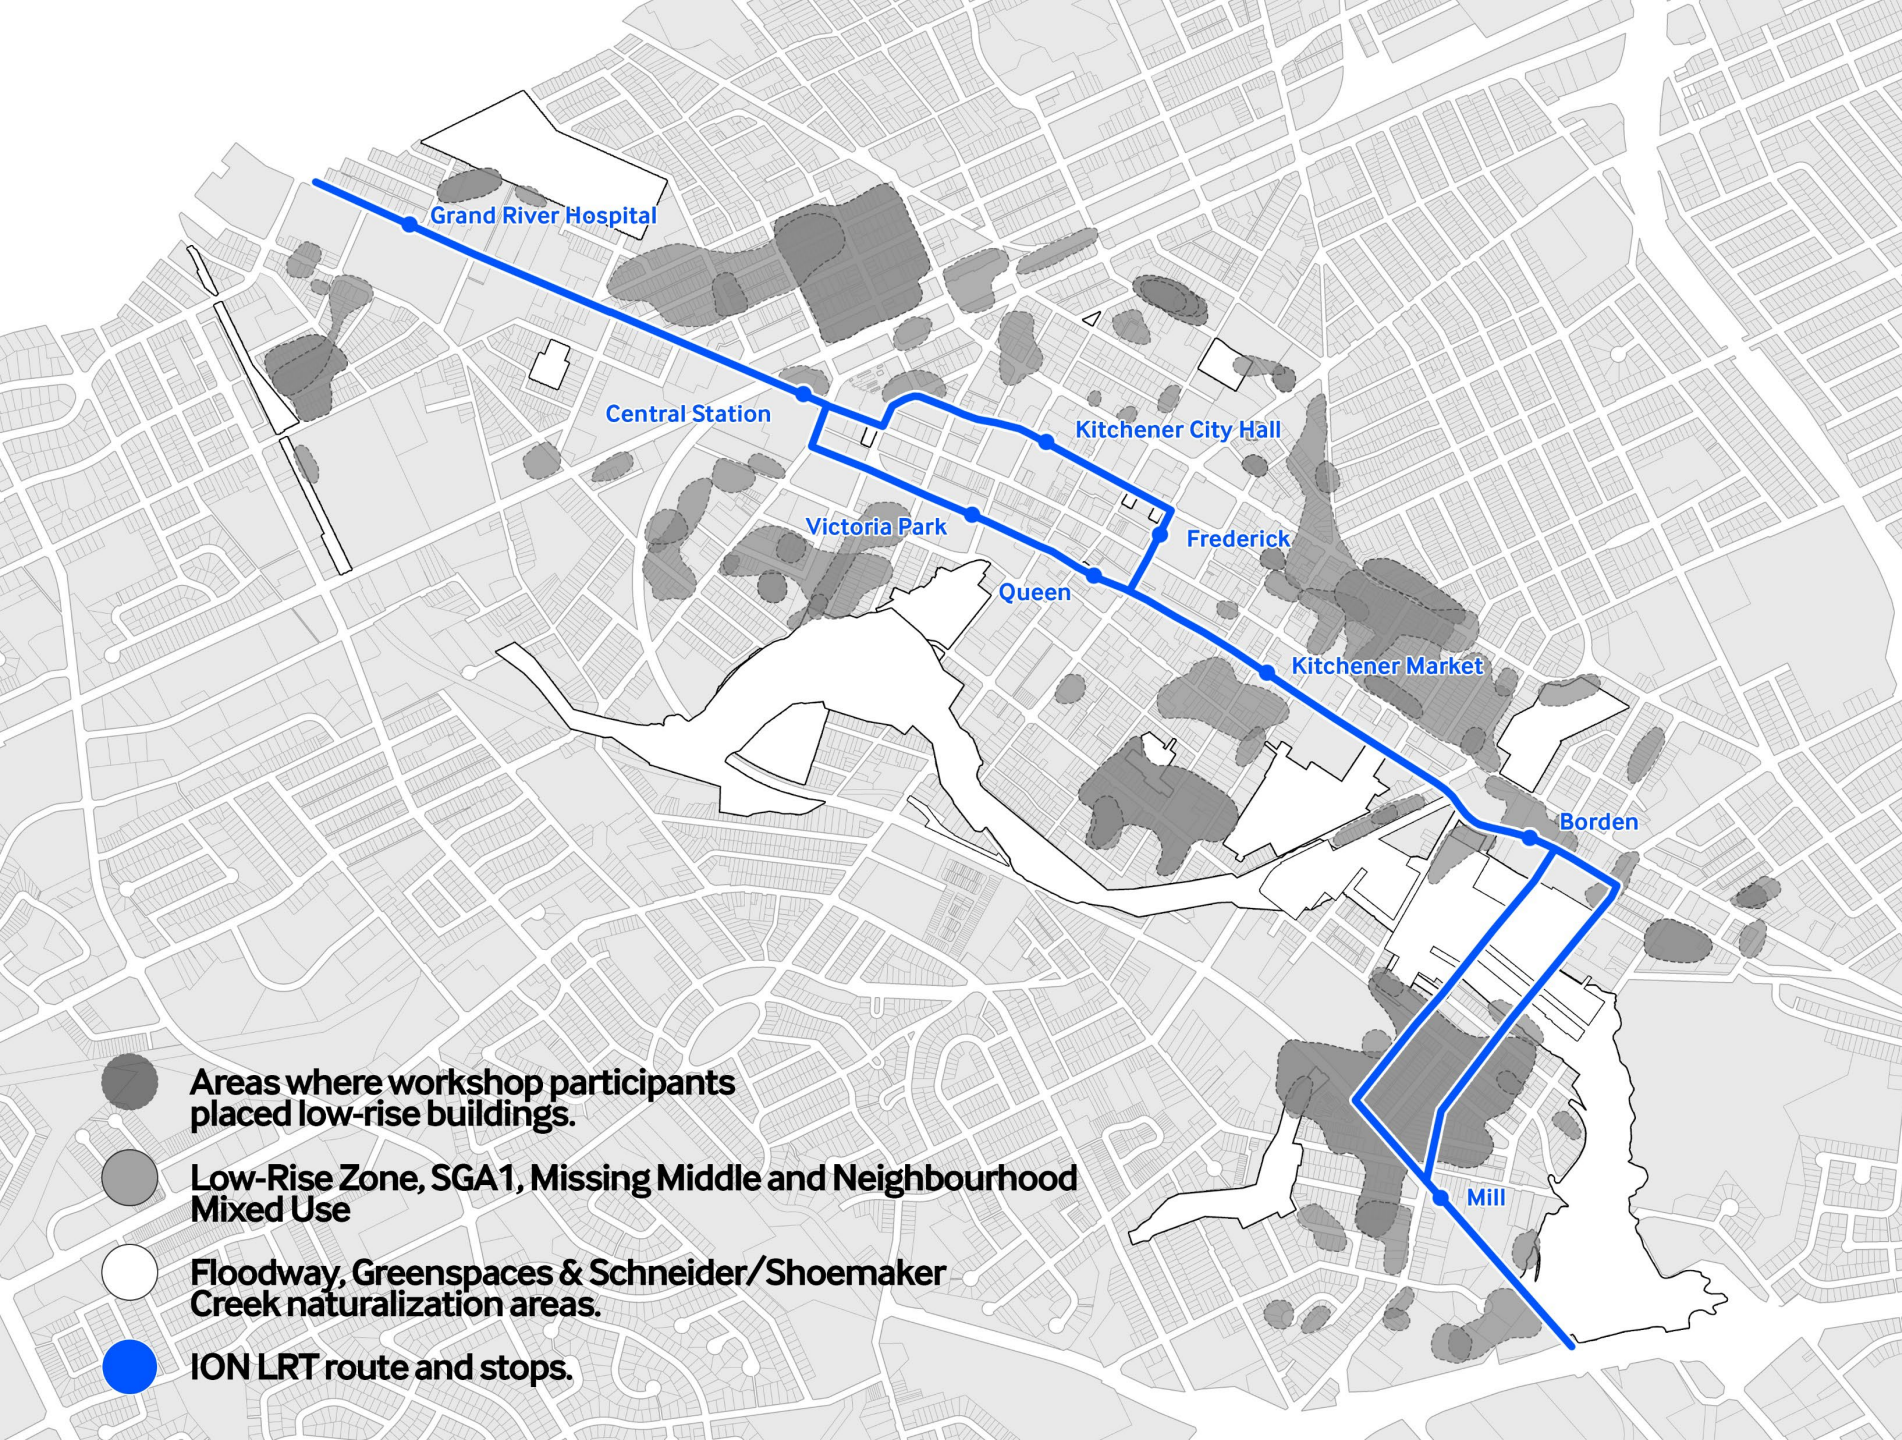 Grand River Hospital
Central Station
Kitchener City Hall
Victoria Park
Frederick
Queen
Kitchener Market
Borden
Mill
Areas where workshop participants
placed low-rise buildings.
Low-Rise Zone, SGA1, Missing Middle and Neighbourhood
Mixed Use
Floodway, Greenspaces & Schneider/Shoemaker
Creek naturalization areas.
ION LRT route and stops.